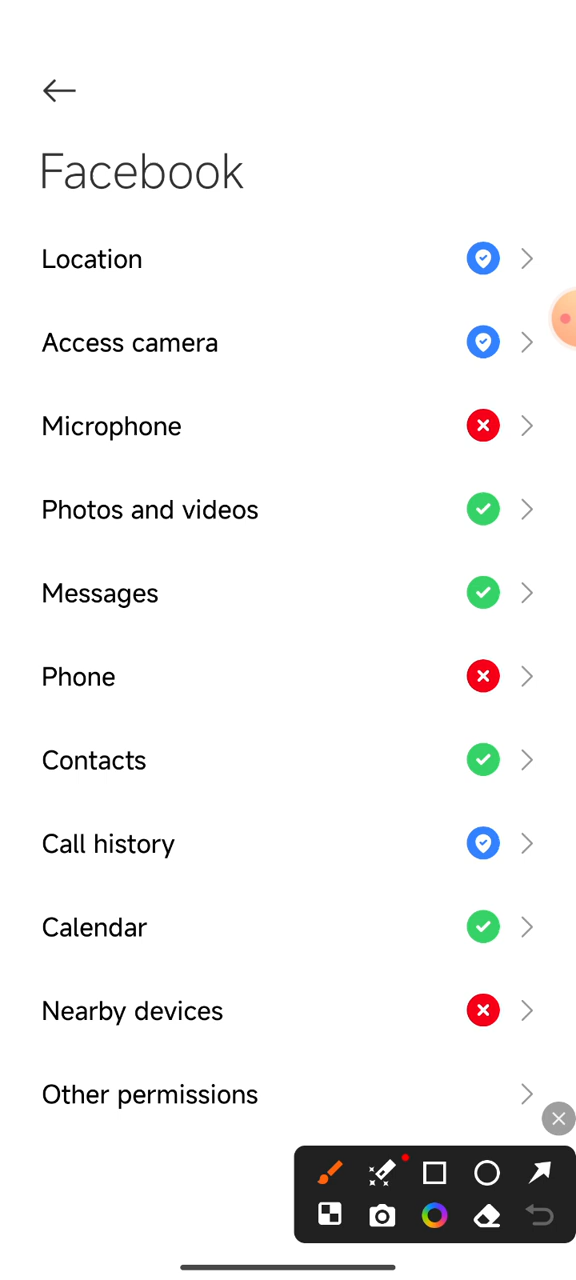 Facebook
Location
Access camera
Microphone
Photos and videos
Messages
Phone
Contacts
Call history
Calendar
Nearby devices
Other permissions